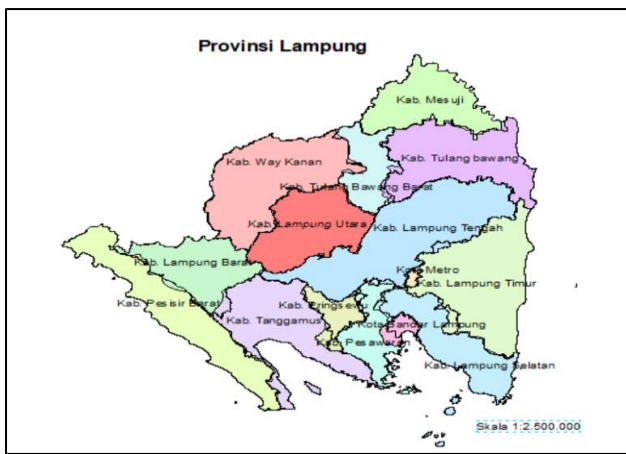 Provinsi Lampung
Kab. Mesuji
Kab. Way Kanan
Kab. Tulang bawang
Kab. Tulang Bawang Barat
Kab. Lampung Utara
Kab. Lampung Tengah
Kab. Lampung Barat
Kota Metro
Kab. Lampung Timur
Kab. Pesisir Barat
Kab. Pringsewu
Kab. Tanggamus
Kota Bandar Lampung
Kab. Pesawaran
Kab. Lampung Selatan
Skala 1:2.500.000